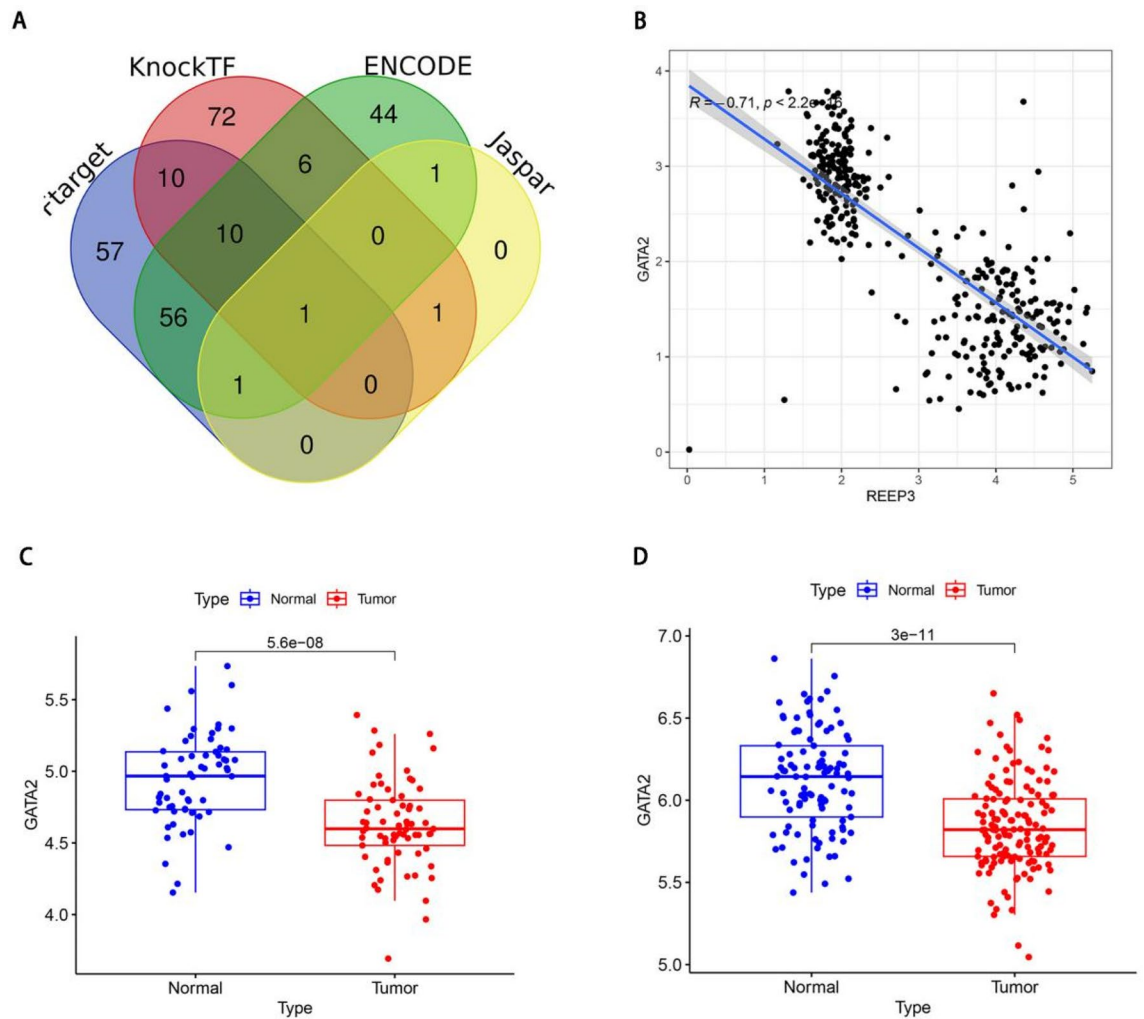 A
KnockTF
ENCODE
rtarget
Jaspar
72
44
10
6
1
57
10
0
0
56
1
1
1
0
0
B
R = −0.71, p < 2.2e−16
4
3
2
1
0
GATA2
0 1 2 3 4 5
REEP3
C
Type Normal Tumor
5.6e−08
5.5
5.0
4.5
4.0
GATA2
Normal Tumor
Type
D
Type Normal Tumor
3e−11
7.0
6.5
6.0
5.5
5.0
GATA2
Normal Tumor
Type